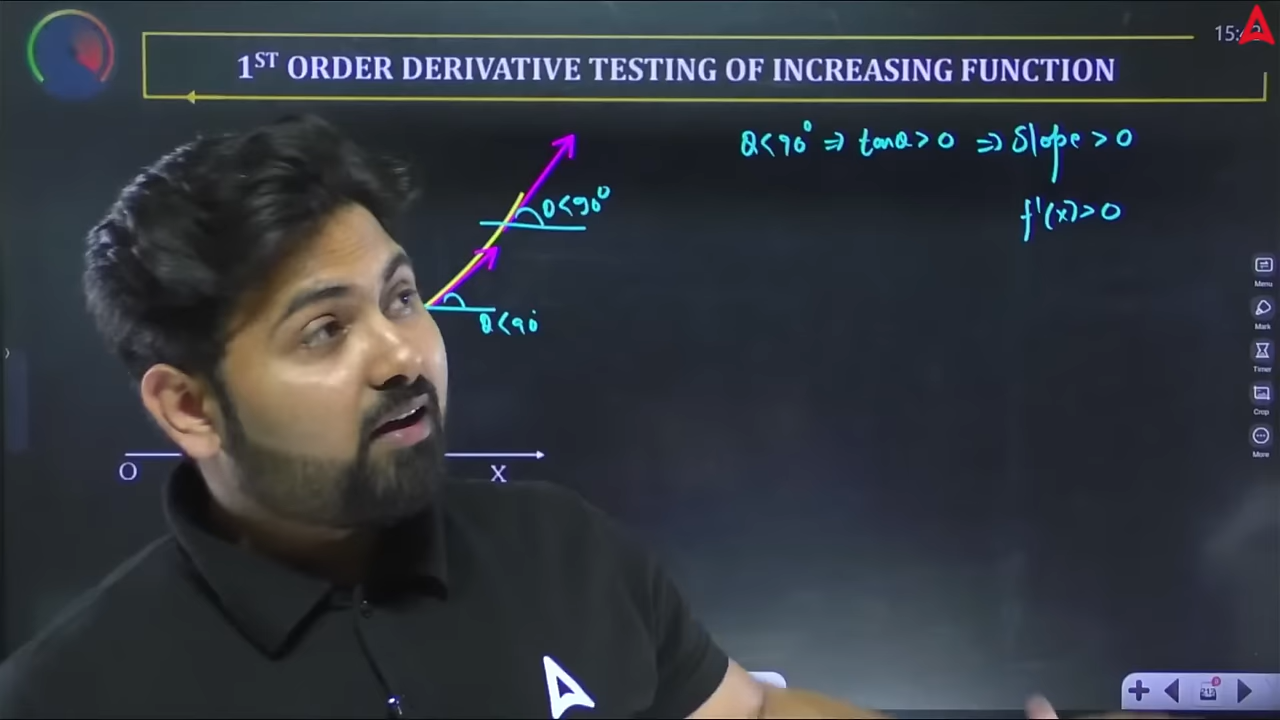 15:
1ST ORDER DERIVATIVE TESTING OF INCREASING FUNCTION
θ<90° ⇒ tanθ>0 ⇒ Slope>0
f'(x)>0
θ<90°
θ<90°
O
X
Menu
Mark
Timer
Crop
More